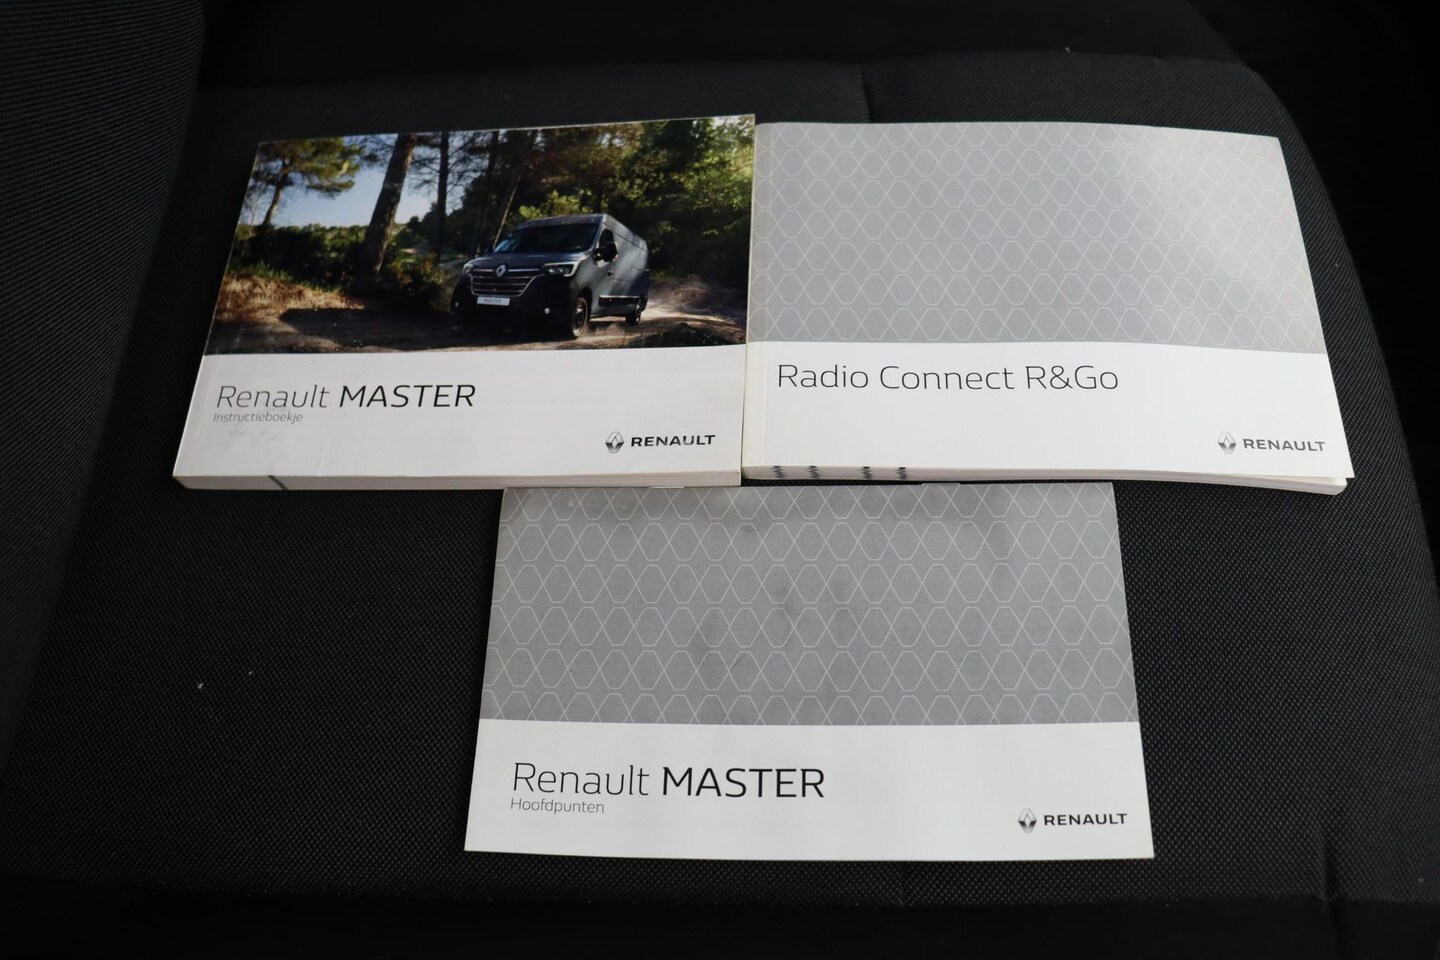 Renault MASTER
Instructieboekje
RENAULT
Radio Connect R&Go
RENAULT
Renault MASTER
Hoofdpunten
RENAULT